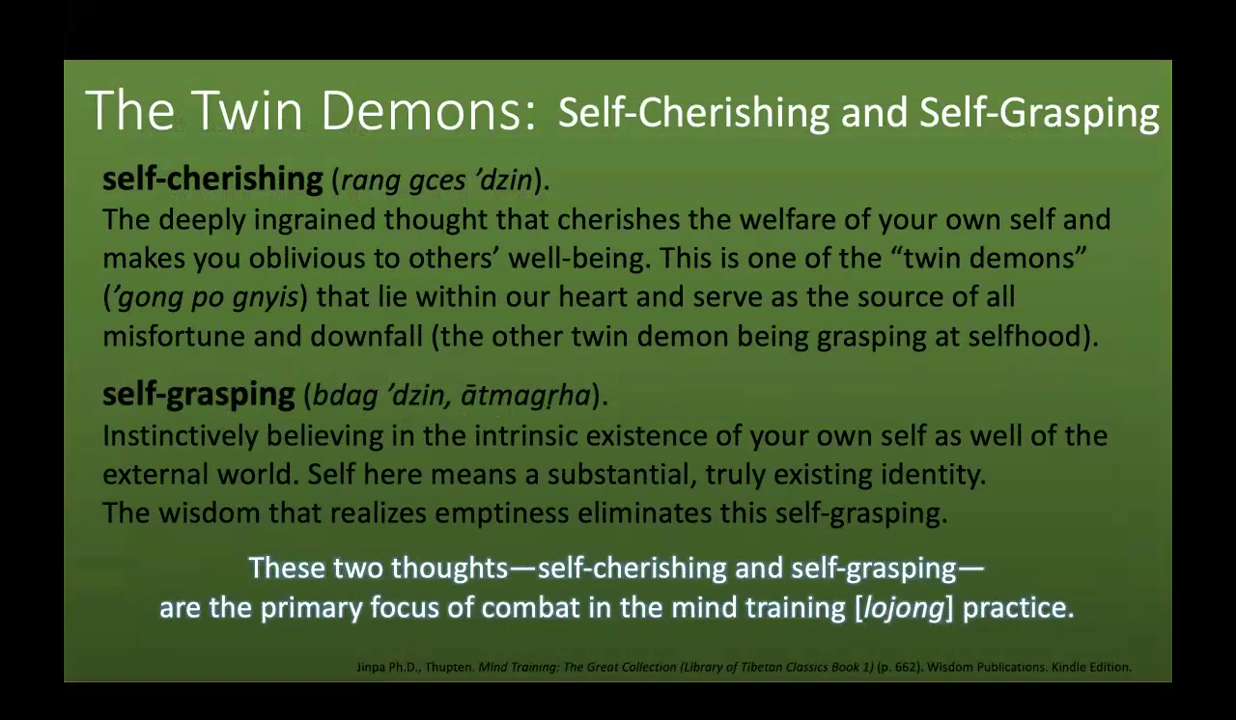 The Twin Demons: Self-Cherishing and Self-Grasping
self-cherishing (rang gces ’dzin).
The deeply ingrained thought that cherishes the welfare of your own self and
makes you oblivious to others’ well-being. This is one of the “twin demons”
(’gong po gnyis) that lie within our heart and serve as the source of all
misfortune and downfall (the other twin demon being grasping at selfhood).
self-grasping (bdag ’dzin, ātmagṛha).
Instinctively believing in the intrinsic existence of your own self as well of the
external world. Self here means a substantial, truly existing identity.
The wisdom that realizes emptiness eliminates this self-grasping.
These two thoughts—self-cherishing and self-grasping—
are the primary focus of combat in the mind training [lojong] practice.
Jinpa Ph.D., Thupten. Mind Training: The Great Collection (Library of Tibetan Classics Book 1) (p. 662). Wisdom Publications. Kindle Edition.